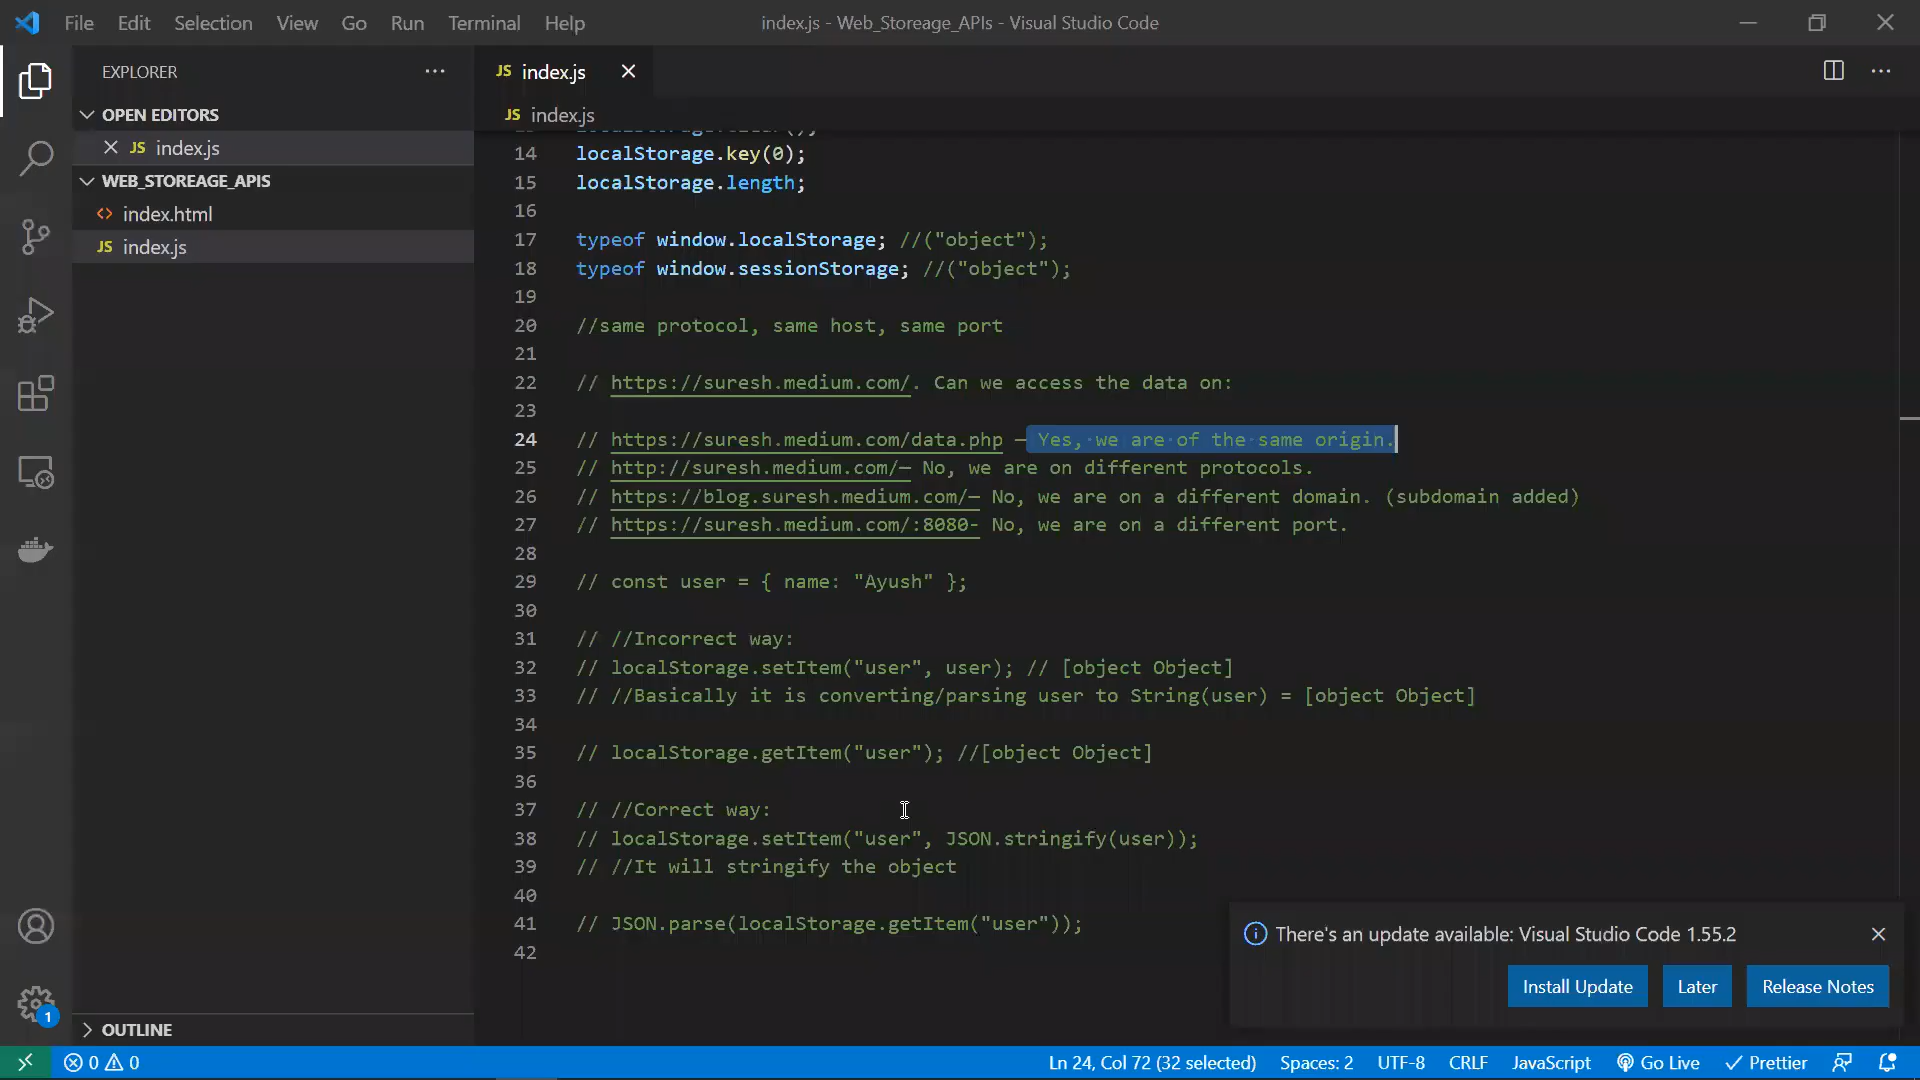 File Edit Selection View Go Run Terminal Help
index.js - Web_Storeage_APIs - Visual Studio Code
EXPLORER
OPEN EDITORS
JS index.js
WEB_STOREAGE_APIS
<> index.html
JS index.js
OUTLINE
JS index.js
JS index.js
14 localStorage.key(0);
15 localStorage.length;
16
17 typeof window.localStorage; //("object");
18 typeof window.sessionStorage; //("object");
19
20 //same protocol, same host, same port
21
22 // https://suresh.medium.com/. Can we access the data on:
23
24 // https://suresh.medium.com/data.php — Yes, we are of the same origin.
25 // http://suresh.medium.com/— No, we are on different protocols.
26 // https://blog.suresh.medium.com/— No, we are on a different domain. (subdomain added)
27 // https://suresh.medium.com/:8080- No, we are on a different port.
28
29 // const user = { name: "Ayush" };
30
31 // //Incorrect way:
32 // localStorage.setItem("user", user); // [object Object]
33 // //Basically it is converting/parsing user to String(user) = [object Object]
34
35 // localStorage.getItem("user"); //[object Object]
36
37 // //Correct way:
38 // localStorage.setItem("user", JSON.stringify(user));
39 // //It will stringify the object
40
41 // JSON.parse(localStorage.getItem("user"));
42
There's an update available: Visual Studio Code 1.55.2
Install Update Later Release Notes
1
0 0 Ln 24, Col 72 (32 selected) Spaces: 2 UTF-8 CRLF JavaScript Go Live Prettier